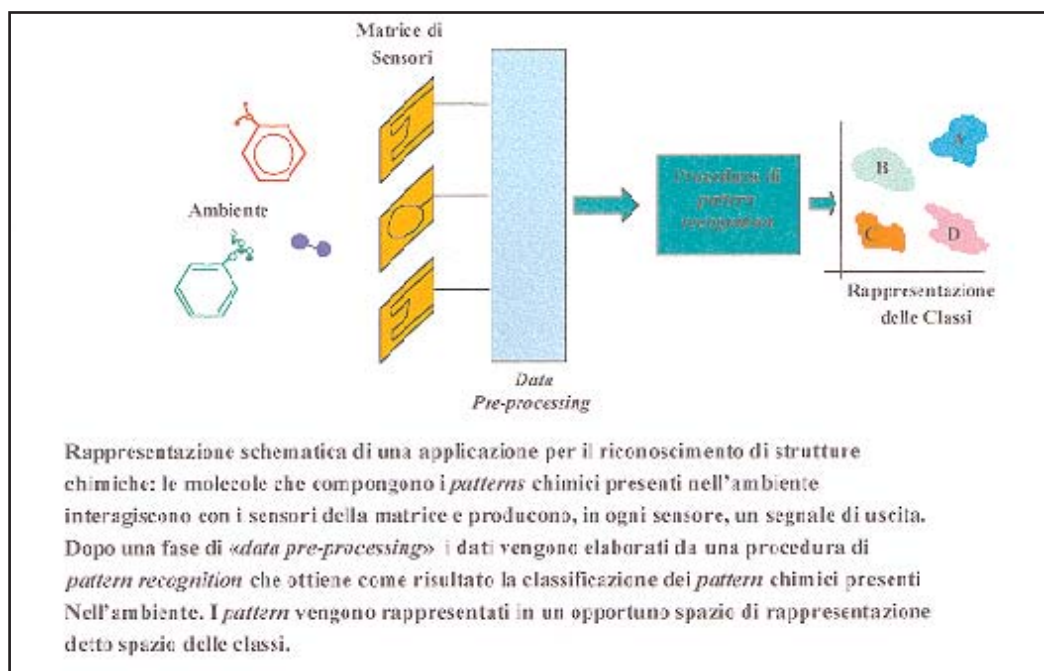 Matrice di
Sensori
Ambiente
Procedura di
pattern
recognition
A
B
C
D
Rappresentazione
delle Classi
Data
Pre-processing
Rappresentazione schematica di una applicazione per il riconoscimento di strutture
chimiche: le molecole che compongono i patterns chimici presenti nell'ambiente
interagiscono con i sensori della matrice e producono, in ogni sensore, un segnale di uscita.
Dopo una fase di «data pre-processing» i dati vengono elaborati da una procedura di
pattern recognition che ottiene come risultato la classificazione dei pattern chimici presenti
Nell'ambiente. I pattern vengono rappresentati in un opportuno spazio di rappresentazione
detto spazio delle classi.